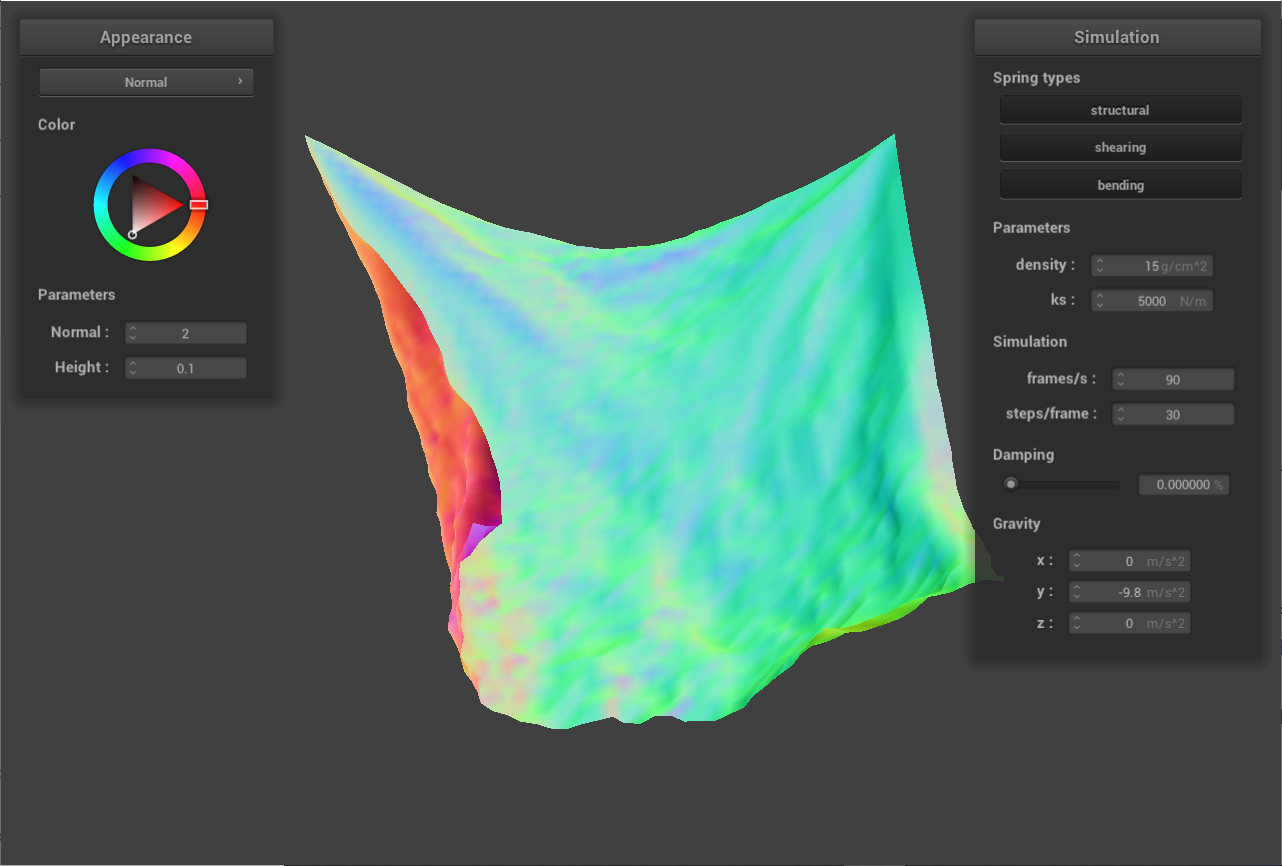 Appearance
Normal
Color
Parameters
Normal : 2
Height : 0.1
Simulation
Spring types
structural
shearing
bending
Parameters
density : 15 g/cm^2
ks : 5000 N/m
Simulation
frames/s : 90
steps/frame : 30
Damping
0.000000 %
Gravity
x : 0 m/s^2
y : -9.8 m/s^2
z : 0 m/s^2